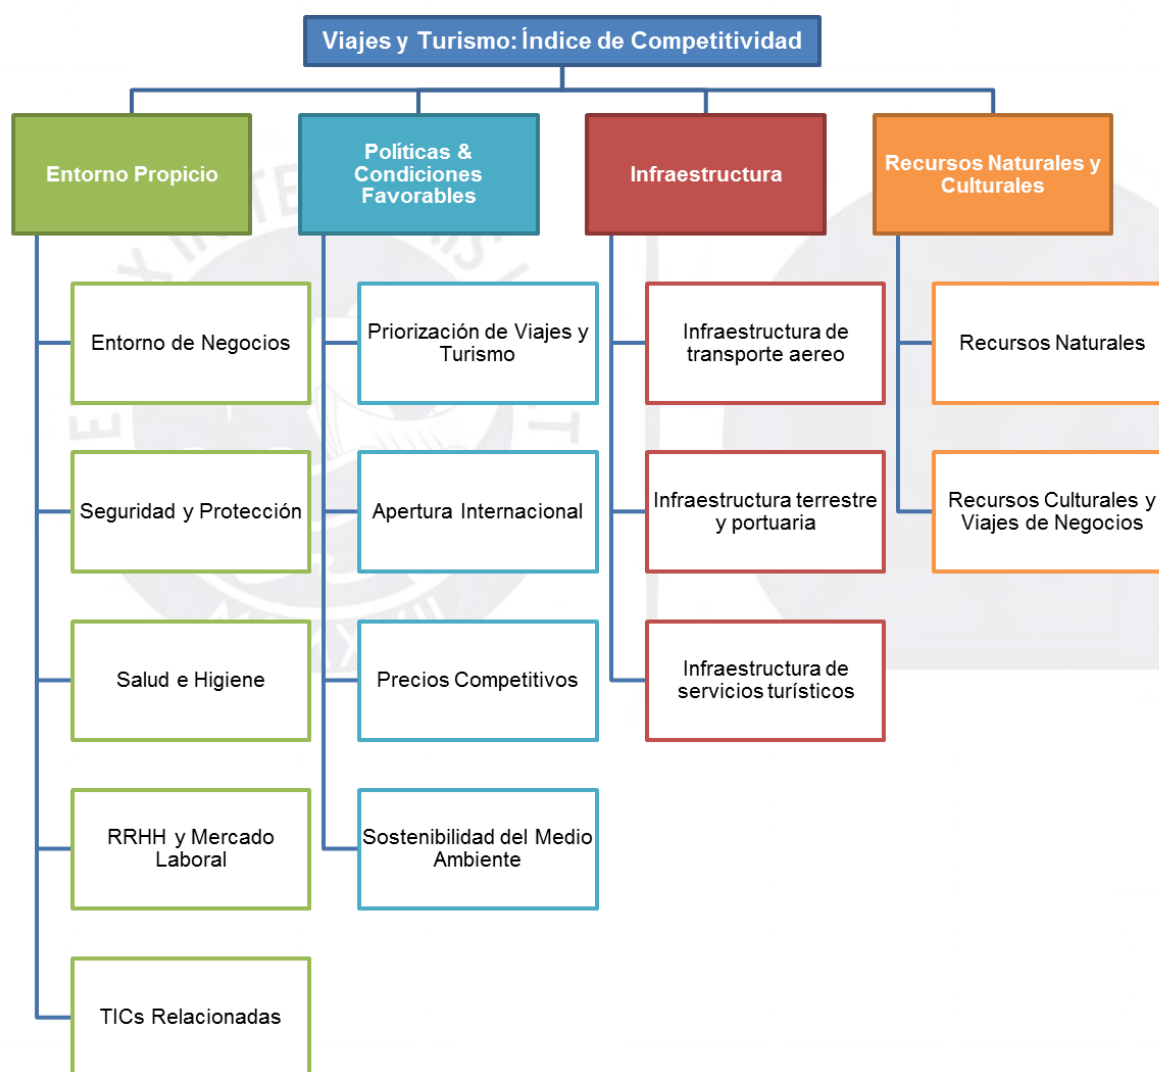 Viajes y Turismo: Índice de Competitividad
Entorno Propicio
Políticas &
Condiciones
Favorables
Infraestructura
Recursos Naturales y
Culturales
Entorno de Negocios
Priorización de Viajes y
Turismo
Infraestructura de
transporte aereo
Recursos Naturales
Seguridad y Protección
Apertura Internacional
Infraestructura terrestre
y portuaria
Recursos Culturales y
Viajes de Negocios
Salud e Higiene
Precios Competitivos
Infraestructura de
servicios turísticos
RRHH y Mercado
Laboral
Sostenibilidad del Medio
Ambiente
TICs Relacionadas